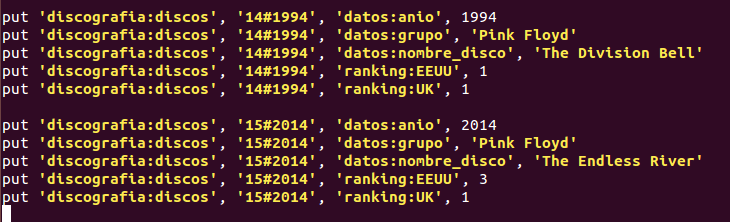 put 'discografia:discos', '14#1994', 'datos:anio', 1994
put 'discografia:discos', '14#1994', 'datos:grupo', 'Pink Floyd'
put 'discografia:discos', '14#1994', 'datos:nombre_disco', 'The Division Bell'
put 'discografia:discos', '14#1994', 'ranking:EEUU', 1
put 'discografia:discos', '14#1994', 'ranking:UK', 1

put 'discografia:discos', '15#2014', 'datos:anio', 2014
put 'discografia:discos', '15#2014', 'datos:grupo', 'Pink Floyd'
put 'discografia:discos', '15#2014', 'datos:nombre_disco', 'The Endless River'
put 'discografia:discos', '15#2014', 'ranking:EEUU', 3
put 'discografia:discos', '15#2014', 'ranking:UK', 1